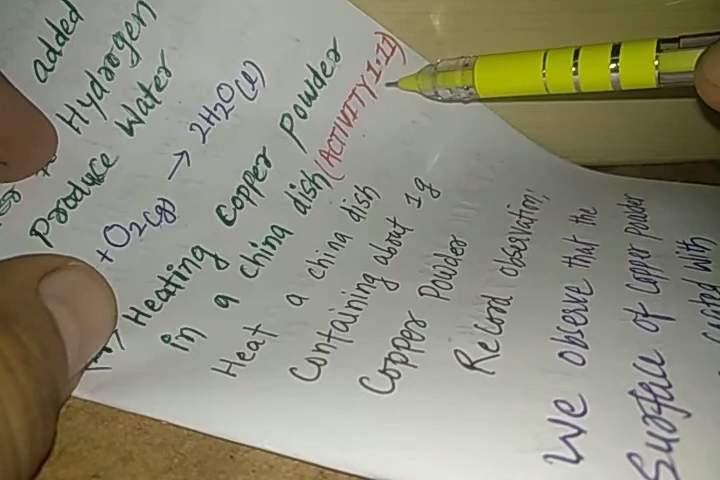 added
Hydrogen
Produce Water
+ O2(g) → 2H2O(l)
Heating Copper Powder
in a china dish (ACTIVITY 1.11)
Heat a china dish
Containing about 1g
Copper Powder
Record observation;
We observe that the
Surface of Copper Powder
with